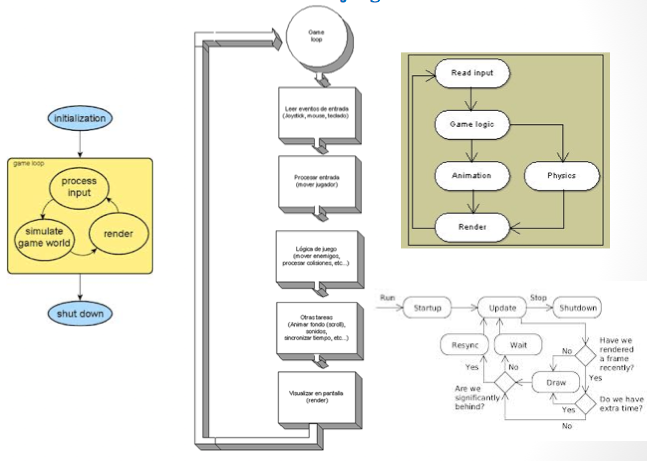 initialization
game loop
process
input
simulate
game world
render
shut down
Game
loop
Leer eventos de entrada
(Joystick, mouse, teclado)
Procesar entrada
(mover jugador)
Lógica de juego
(mover enemigos,
procesar colisiones, etc...)
Otras tareas
(Animar fondo (scroll),
sonidos,
sincronizar tiempo, etc...)
Visualizar en pantalla
(render)
Read input
Game logic
Animation
Physics
Render
Run
Startup
Update
Stop
Shutdown
Resync
Wait
Have we
rendered
a frame
recently?
No
Yes
No
Yes
Draw
Are we
significantly
behind?
Do we have
extra time?
Yes
No